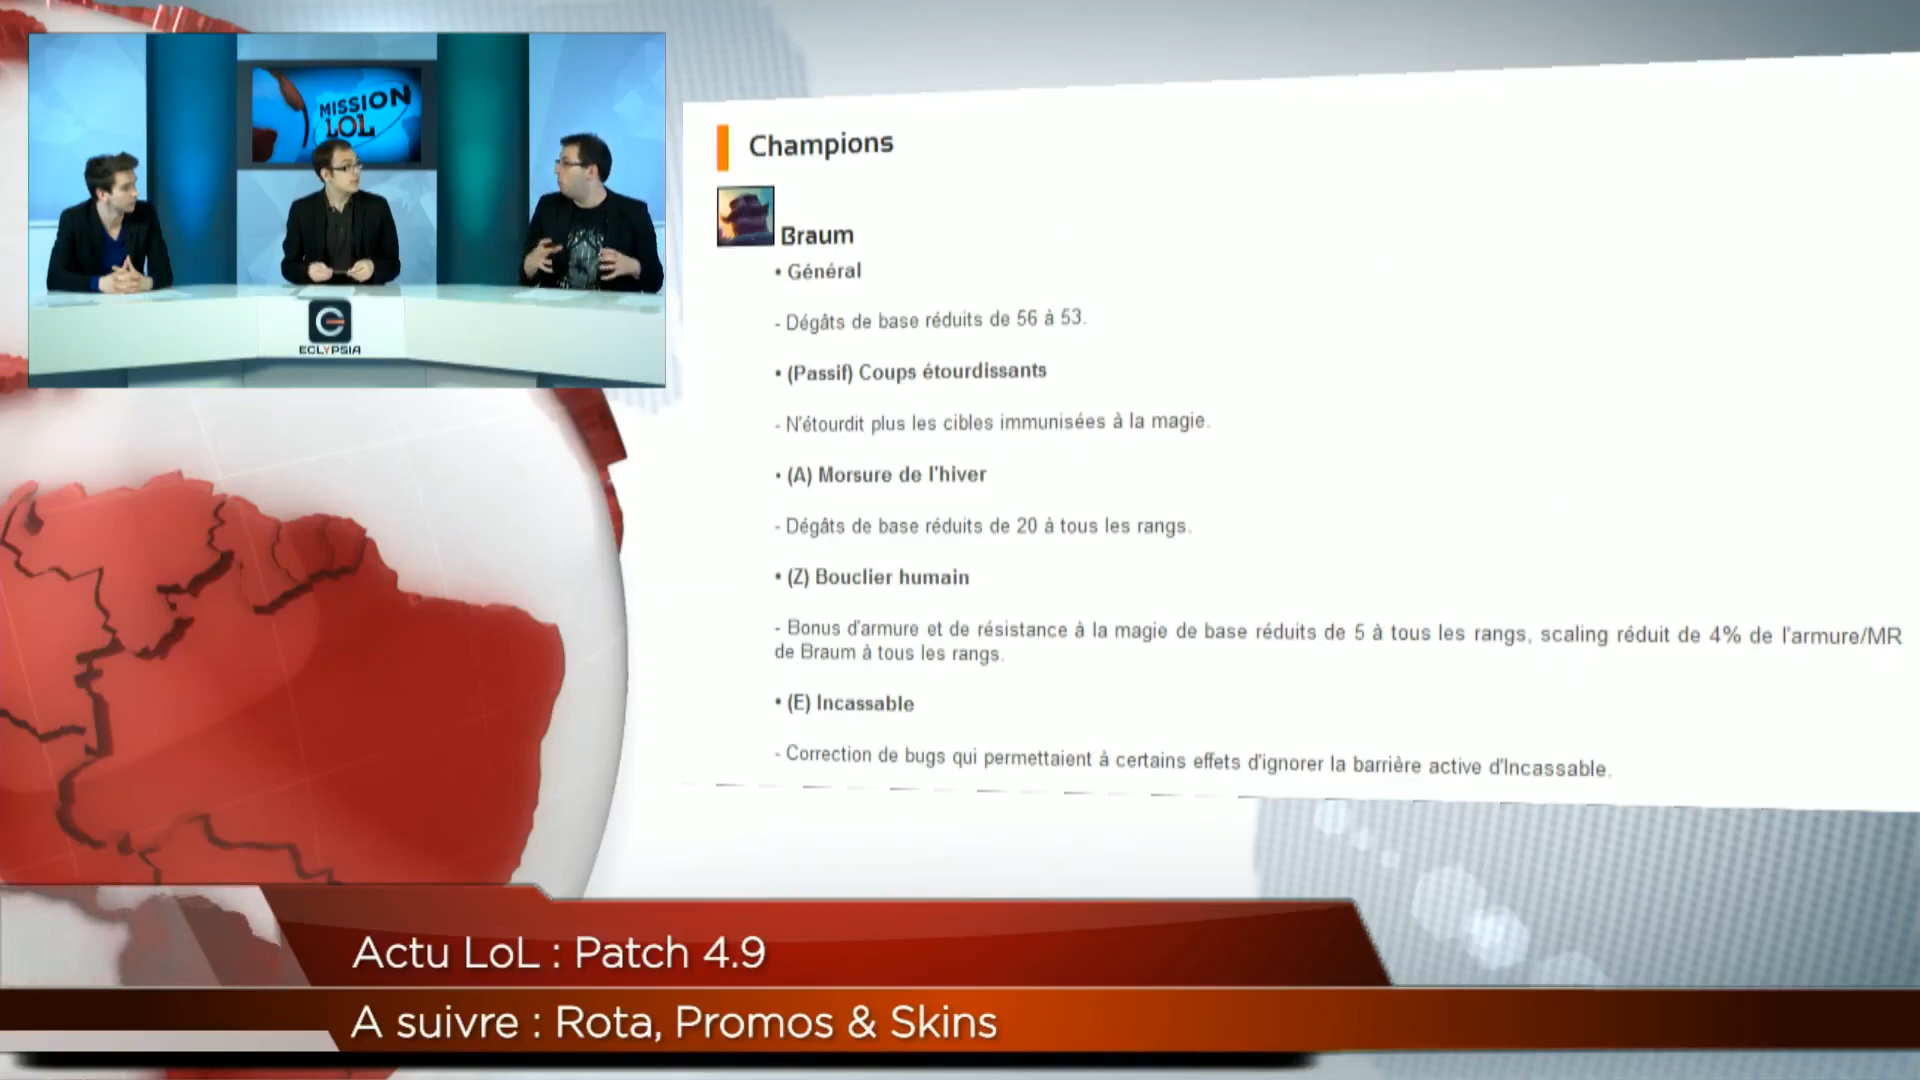 MISSION
LOL
ECLYPSIA
Champions
Braum
• Général
- Dégâts de base réduits de 56 à 53.
• (Passif) Coups étourdissants
- N'étourdit plus les cibles immunisées à la magie.
• (A) Morsure de l'hiver
- Dégâts de base réduits de 20 à tous les rangs.
• (Z) Bouclier humain
- Bonus d'armure et de résistance à la magie de base réduits de 5 à tous les rangs, scaling réduit de 4% de l'armure/MR
de Braum à tous les rangs.
• (E) Incassable
- Correction de bugs qui permettaient à certains effets d'ignorer la barrière active d'Incassable.
Actu LoL : Patch 4.9
A suivre : Rota, Promos & Skins